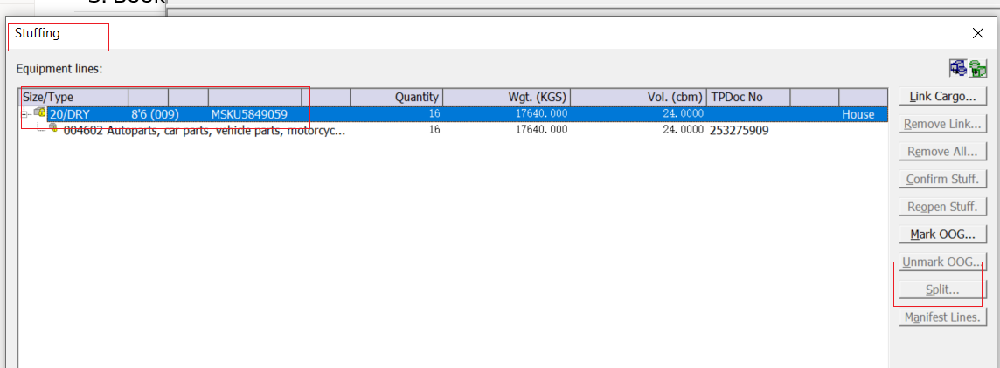 Stuffing
Equipment lines:
Size/Type Quantity Wgt. (KGS) Vol. (cbm) TPDoc No
20/DRY 8'6 (009) MSKU5849059 16 17640.000 24.0000 House
004602 Autoparts, car parts, vehicle parts, motorcyc... 16 17640.000 24.0000 253275909
Link Cargo...
Remove Link...
Remove All...
Confirm Stuff.
Reopen Stuff.
Mark OOG...
Unmark OOG...
Split...
Manifest Lines.